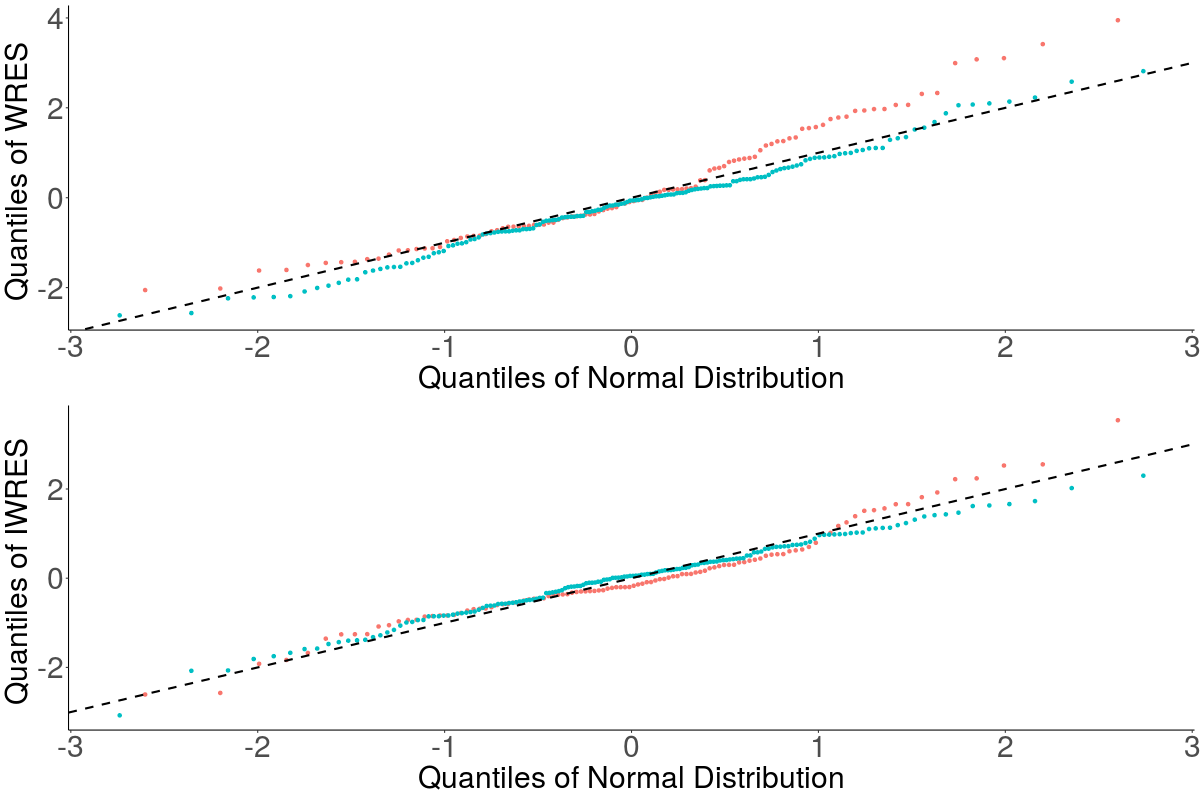 Quantiles of WRES
4
2
0
-2
-3 -2 -1 0 1 2 3
Quantiles of Normal Distribution
Quantiles of IWRES
2
0
-2
-3 -2 -1 0 1 2 3
Quantiles of Normal Distribution